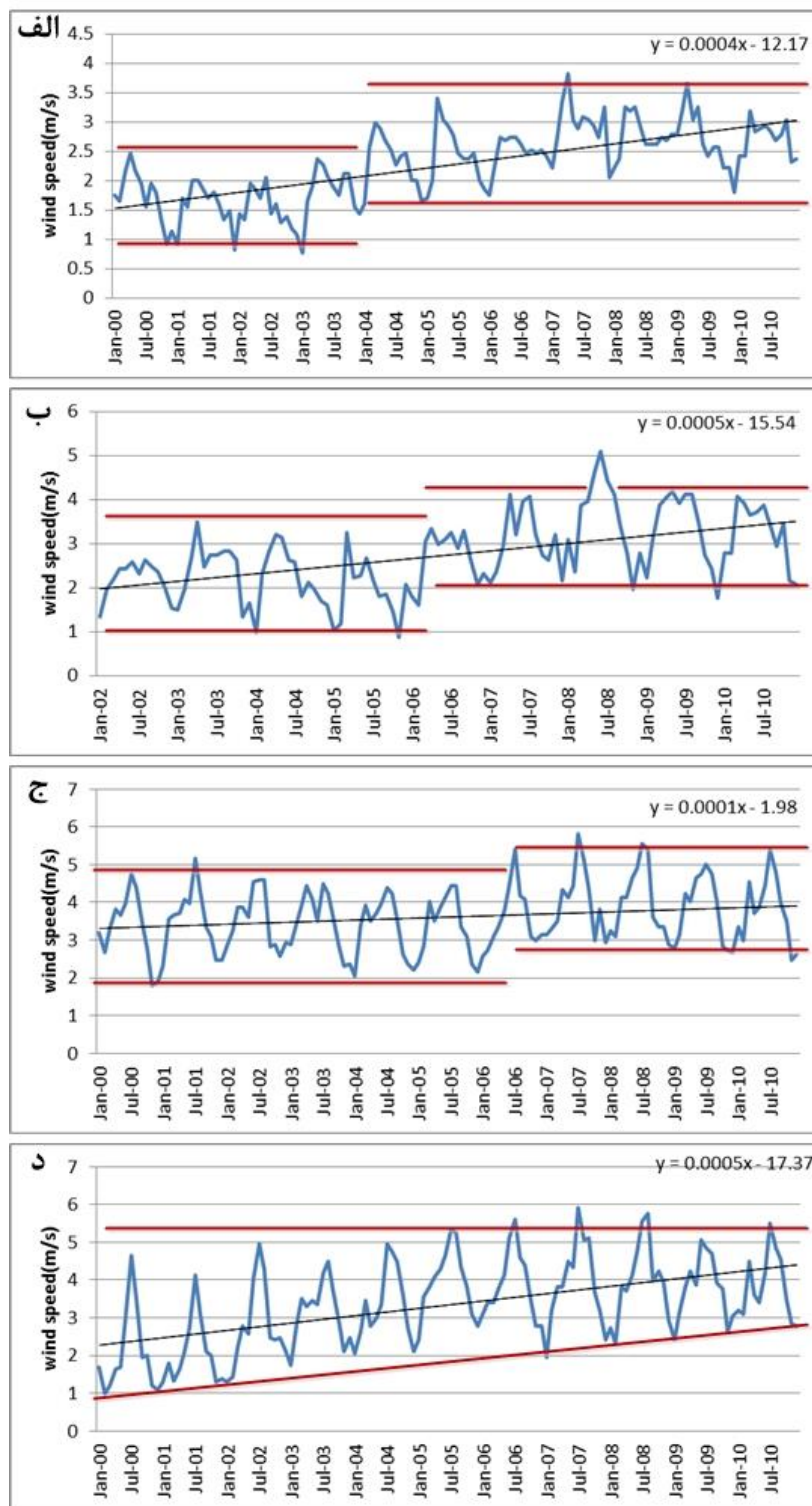 الف
y = 0.0004x - 12.17
wind speed(m/s)
4.5
4
3.5
3
2.5
2
1.5
1
0.5
0
Jan-00 Jul-00 Jan-01 Jul-01 Jan-02 Jul-02 Jan-03 Jul-03 Jan-04 Jul-04 Jan-05 Jul-05 Jan-06 Jul-06 Jan-07 Jul-07 Jan-08 Jul-08 Jan-09 Jul-09 Jan-10 Jul-10
ب
y = 0.0005x - 15.54
wind speed(m/s)
6
5
4
3
2
1
0
Jan-02 Jul-02 Jan-03 Jul-03 Jan-04 Jul-04 Jan-05 Jul-05 Jan-06 Jul-06 Jan-07 Jul-07 Jan-08 Jul-08 Jan-09 Jul-09 Jan-10 Jul-10
ج
y = 0.0001x - 1.98
wind speed(m/s)
7
6
5
4
3
2
1
0
Jan-00 Jul-00 Jan-01 Jul-01 Jan-02 Jul-02 Jan-03 Jul-03 Jan-04 Jul-04 Jan-05 Jul-05 Jan-06 Jul-06 Jan-07 Jul-07 Jan-08 Jul-08 Jan-09 Jul-09 Jan-10 Jul-10
د
y = 0.0005x - 17.37
wind speed(m/s)
7
6
5
4
3
2
1
0
Jan-00 Jul-00 Jan-01 Jul-01 Jan-02 Jul-02 Jan-03 Jul-03 Jan-04 Jul-04 Jan-05 Jul-05 Jan-06 Jul-06 Jan-07 Jul-07 Jan-08 Jul-08 Jan-09 Jul-09 Jan-10 Jul-10